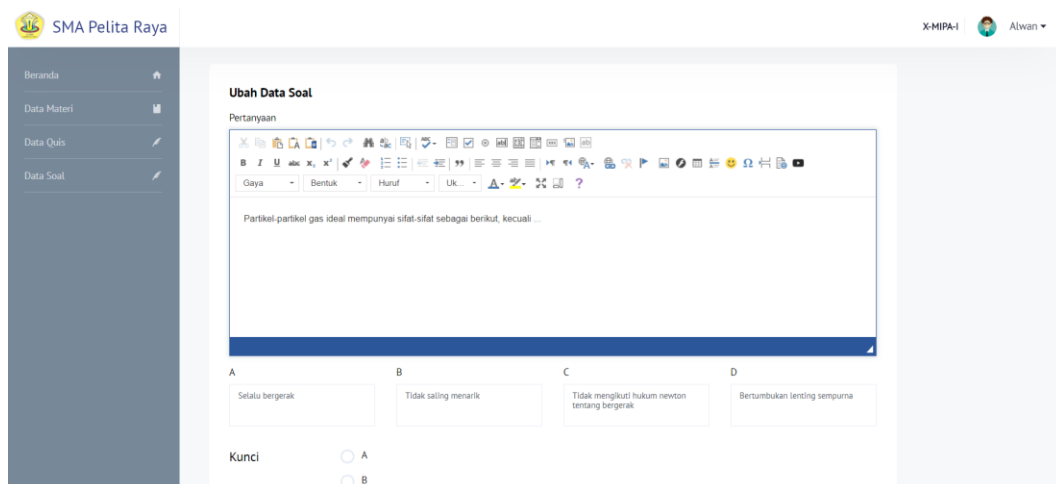 SMA Pelita Raya
X-MIPA-I
Alwan
Beranda
Data Materi
Data Quis
Data Soal
Ubah Data Soal
Pertanyaan
Gaya
Bentuk
Huruf
Uk...
Partikel-partikel gas ideal mempunyai sifat-sifat sebagai berikut, kecuali ...
A
B
C
D
Selalu bergerak
Tidak saling menarik
Tidak mengikuti hukum newton
tentang bergerak
Bertumbukan lenting sempurna
Kunci
A
B